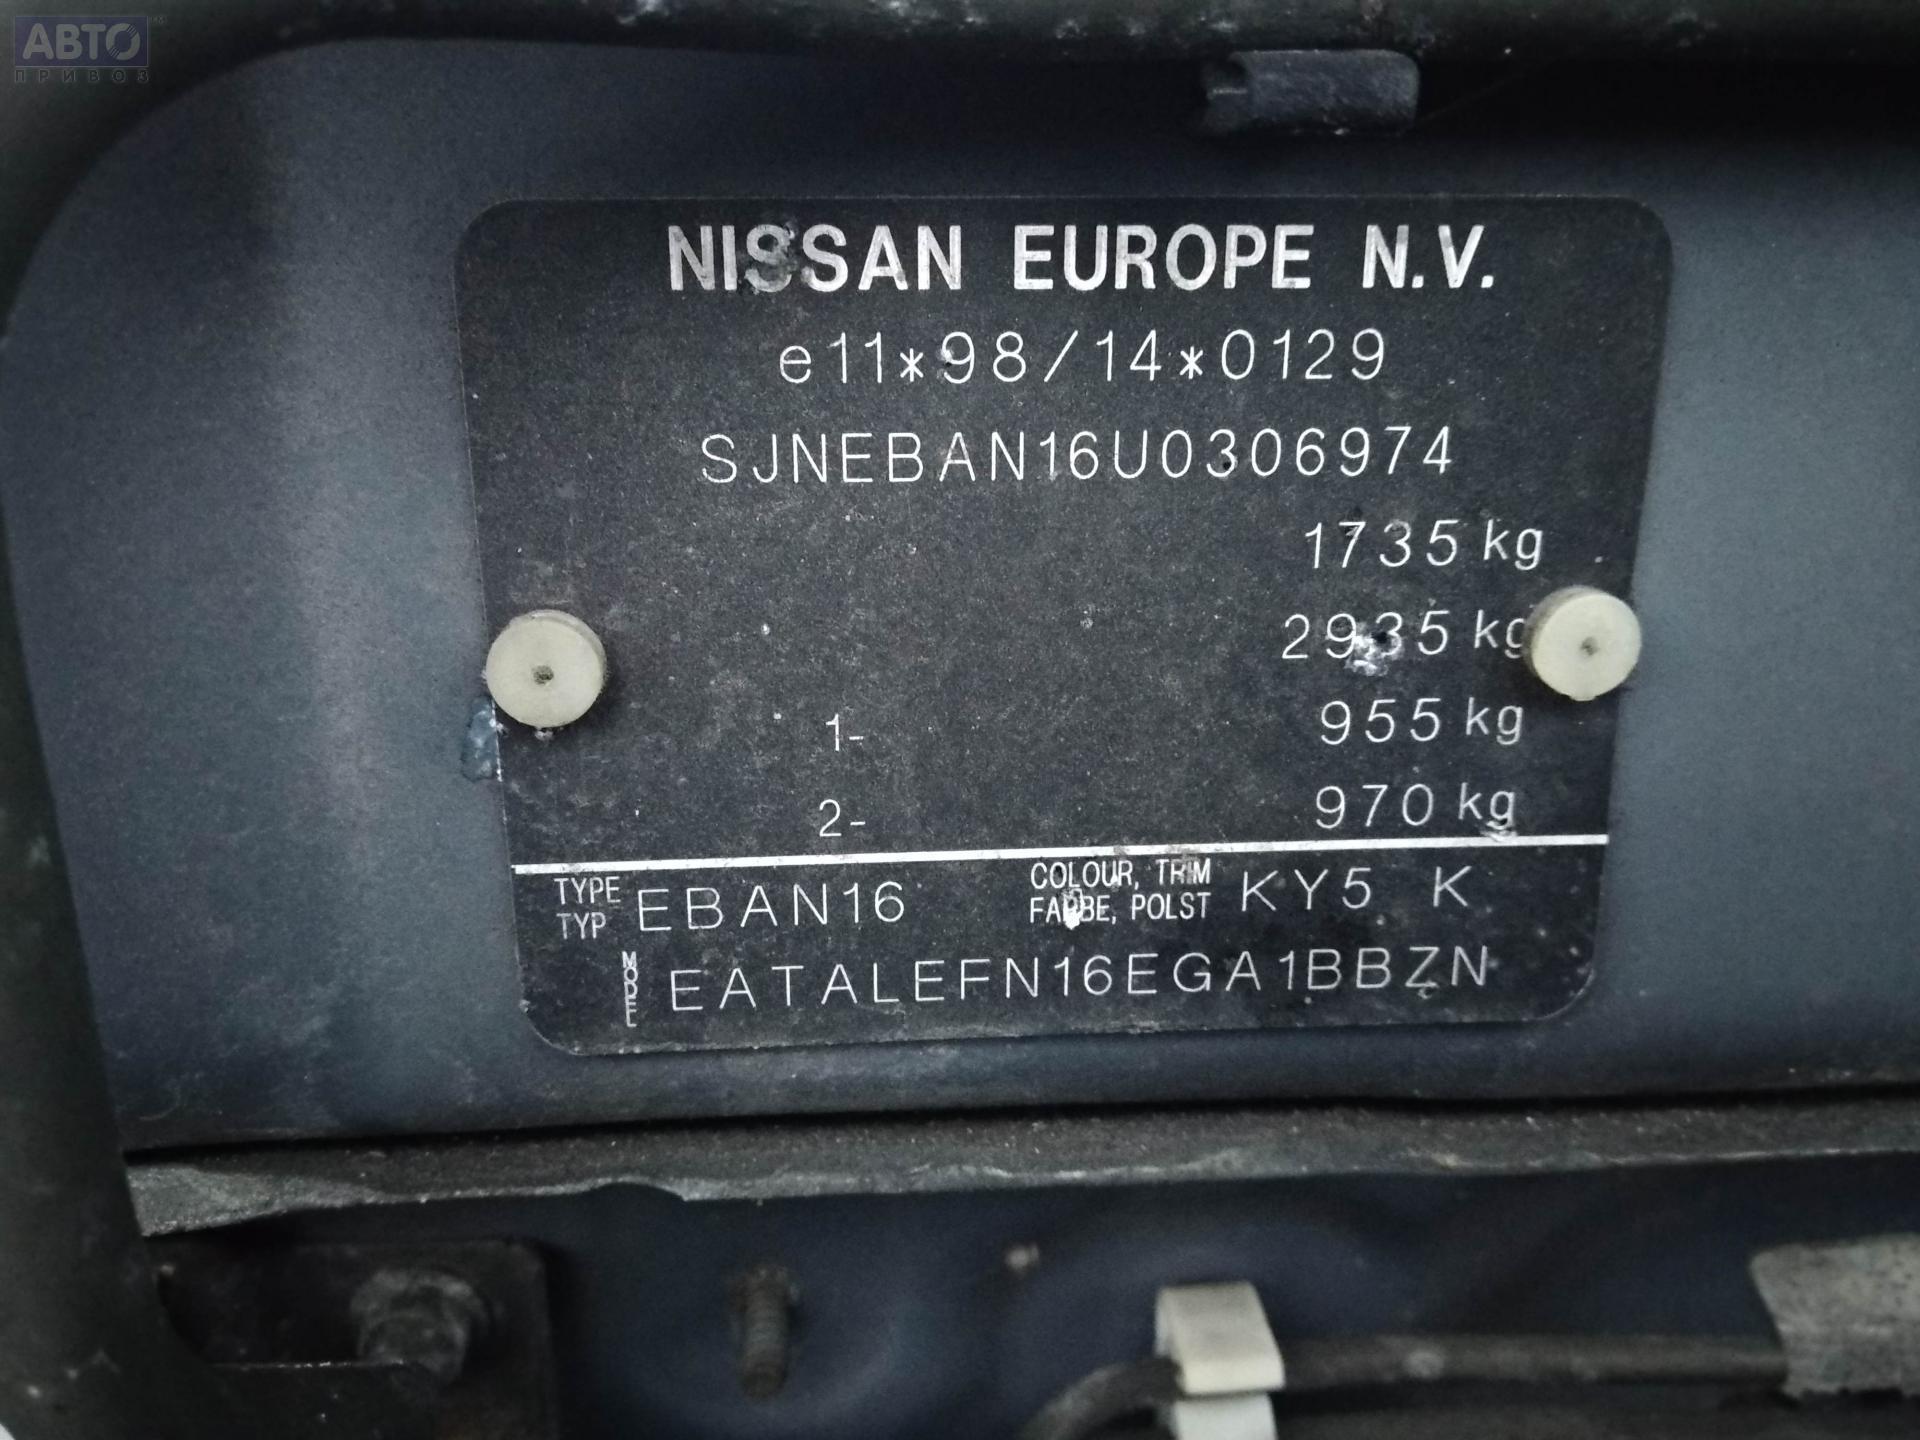 АВТО
ПРИВОЗ
NISSAN EUROPE N.V.
e11*98/14*0129
SJNEBAN16U0306974
1735 kg
2935 kg
1- 955 kg
2- 970 kg
TYPE TYP EBAN16 COLOUR, TRIM FARBE, POLST KY5 K
MODEL EATALEFN16EGA1BBZN